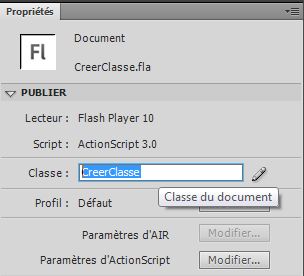 Propriétés
Fl
Document
CreerClasse.fla
PUBLIER
Lecteur : Flash Player 10
Script : ActionScript 3.0
Classe : CreerClasse
Classe du document
Profil : Défaut
Paramètres d'AIR Modifier...
Paramètres d'ActionScript Modifier...